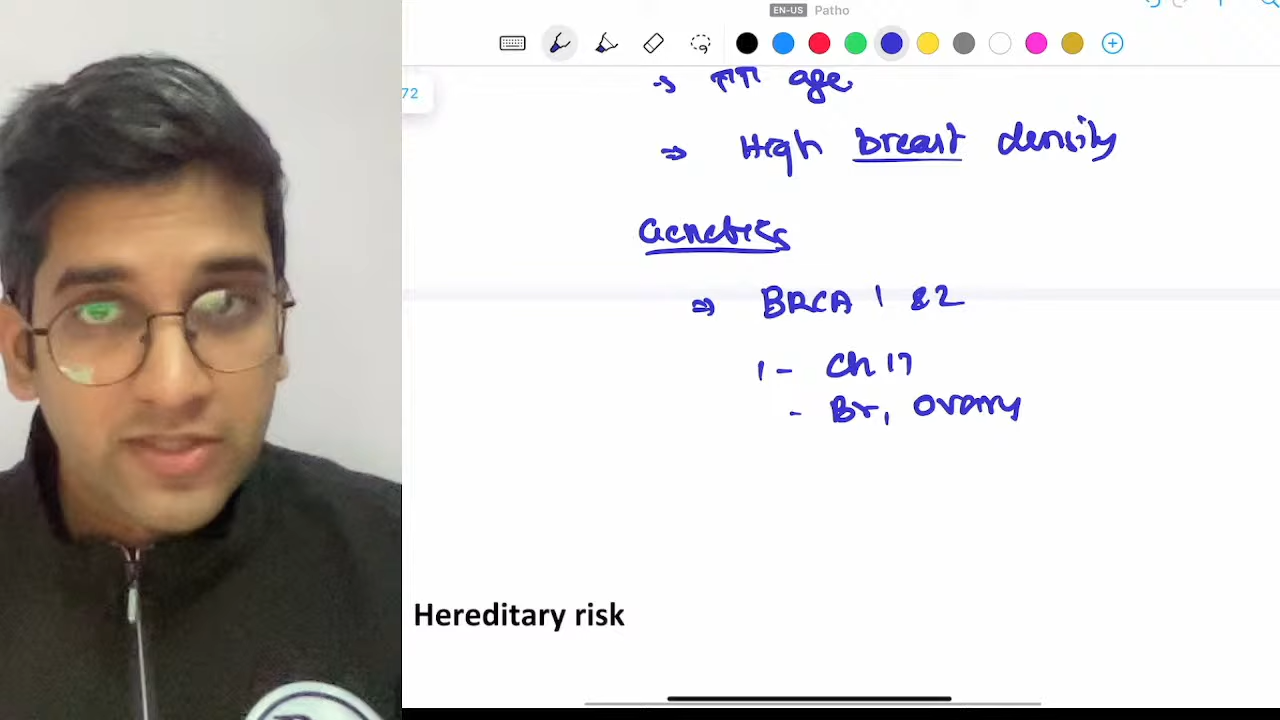 EN-US Patho
72
→ ↑↑↑ age
⇒ High breast density
Genetics
⇒ BRCA 1 & 2
1 - Ch 17
- Br, Ovary
Hereditary risk